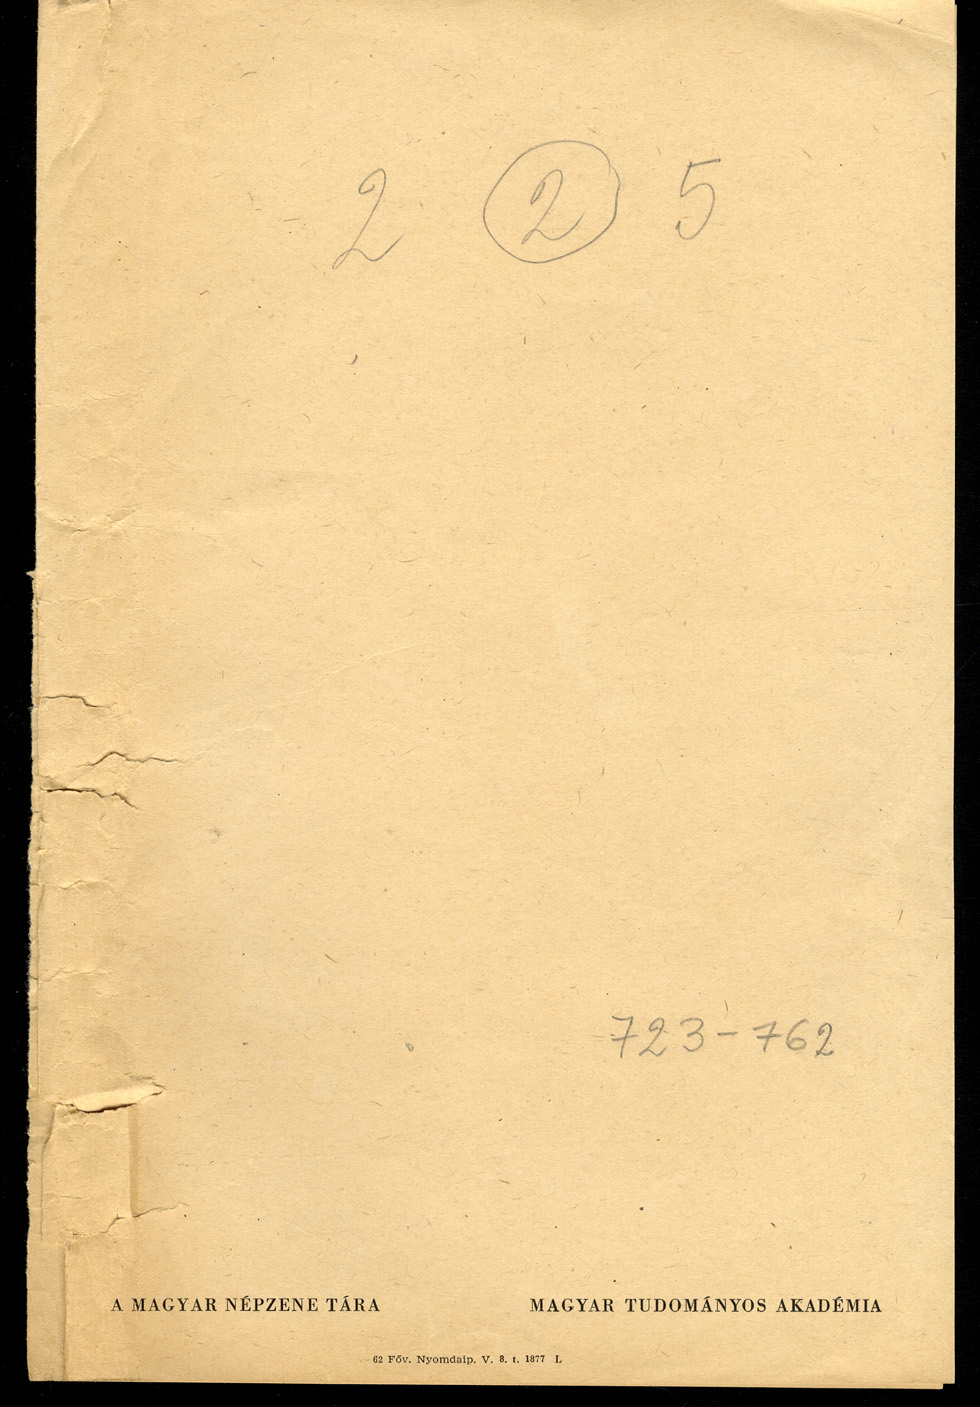 2 2 5
723-762
A MAGYAR NÉPZENE TÁRA MAGYAR TUDOMÁNYOS AKADÉMIA
62 Főv. Nyomdaip. V. 8. t. 1877 L